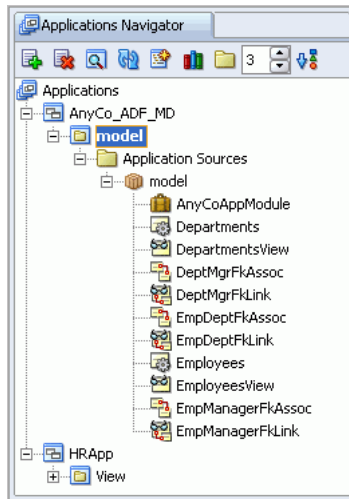 Applications Navigator
3
Applications
AnyCo_ADF_MD
model
Application Sources
model
AnyCoAppModule
Departments
DepartmentsView
DeptMgrFkAssoc
DeptMgrFkLink
EmpDeptFkAssoc
EmpDeptFkLink
Employees
EmployeesView
EmpManagerFkAssoc
EmpManagerFkLink
HRApp
View